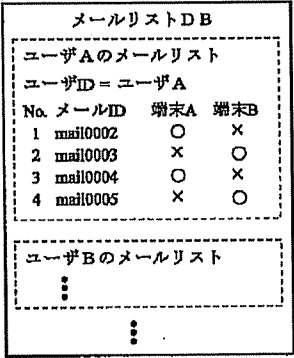 メールリストDB
ユーザAのメールリスト
ユーザID = ユーザA
No. メールID 端末A 端末B
1 mail0002 ○ ×
2 mail0003 × ○
3 mail0004 ○ ×
4 mail0005 × ○
ユーザBのメールリスト